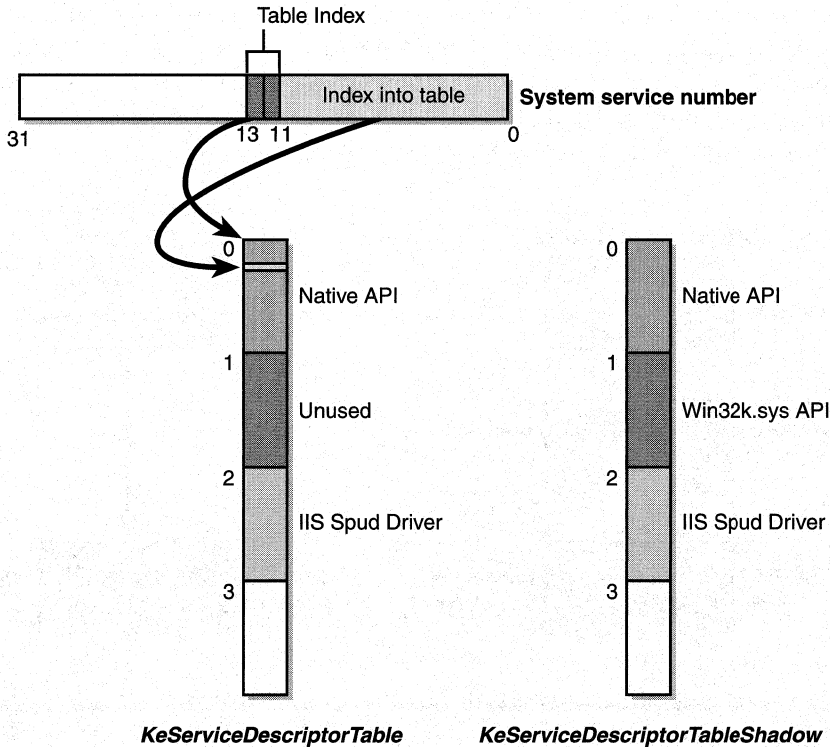 Table Index
Index into table
System service number
31
13 11
0
0
Native API
1
Unused
2
IIS Spud Driver
3
0
Native API
1
Win32k.sys API
2
IIS Spud Driver
3
KeServiceDescriptorTable
KeServiceDescriptorTableShadow